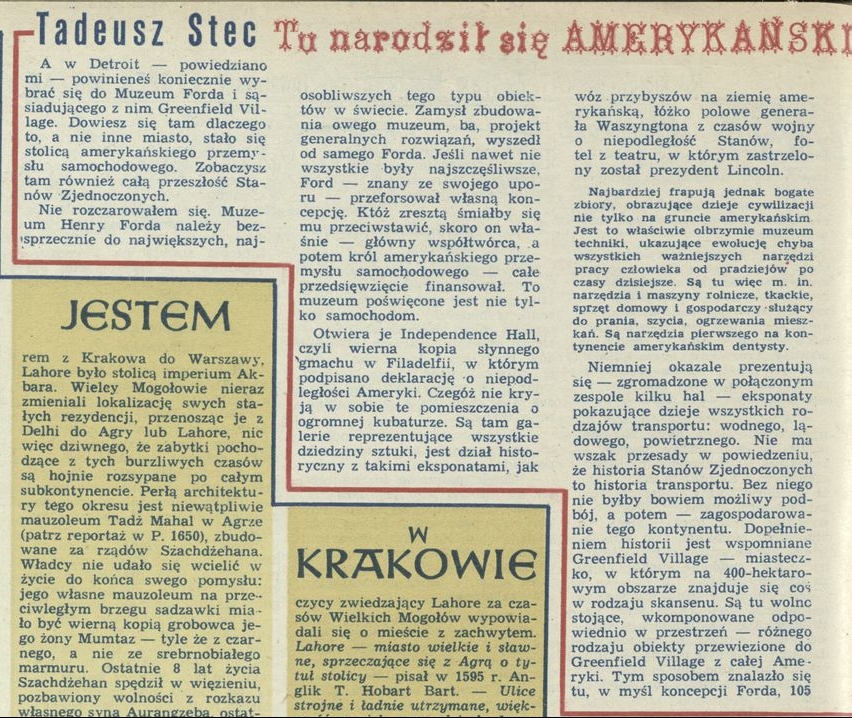 Tadeusz Stec
Tu narodził się AMERYKAŃSKI
A w Detroit — powiedziano
mi — powinieneś koniecznie wy-
brać się do Muzeum Forda i są-
siadującego z nim Greenfield Vil-
lage. Dowiesz się tam dlaczego
to, a nie inne miasto, stało się
stolicą amerykańskiego przemy-
słu samochodowego. Zobaczysz
tam również całą przeszłość Sta-
nów Zjednoczonych.
Nie rozczarowałem się. Muze-
um Henry Forda należy bez-
sprzecznie do największych, naj-
osobliwszych tego typu obiek-
tów w świecie. Zamysł zbudowa-
nia owego muzeum, ba, projekt
generalnych rozwiązań, wyszedł
od samego Forda. Jeśli nawet nie
wszystkie były najszczęśliwsze,
Ford — znany ze swojego upo-
ru — przeforsował własną kon-
cepcję. Któż zresztą śmiałby się
mu przeciwstawić, skoro on wła-
śnie — główny współtwórca, a
potem król amerykańskiego prze-
mysłu samochodowego — całe
przedsięwzięcie finansował. To
muzeum poświęcone jest nie tyl-
ko samochodom.
Otwiera je Independence Hall,
czyli wierna kopia słynnego
gmachu w Filadelfii, w którym
podpisano deklarację o niepod-
ległości Ameryki. Czegóż nie kry-
ją w sobie te pomieszczenia o
ogromnej kubaturze. Są tam ga-
lerie reprezentujące wszystkie
dziedziny sztuki, jest dział histo-
ryczny z takimi eksponatami, jak
wóz przybyszów na ziemię ame-
rykańską, łóżko polowe genera-
ła Waszyngtona z czasów wojny
o niepodległość Stanów, fo-
tel z teatru, w którym zastrzelo-
ny został prezydent Lincoln.
Najbardziej frapują jednak bogate
zbiory, obrazujące dzieje cywilizacji
nie tylko na gruncie amerykańskim.
Jest to właściwie olbrzymie muzeum
techniki, ukazujące ewolucję chyba
wszystkich ważniejszych narzędzi
pracy człowieka od pradziejów po
czasy dzisiejsze. Są tu więc m. in.
narzędzia i maszyny rolnicze, tkackie,
sprzęt domowy i gospodarczy służący
do prania, szycia, ogrzewania miesz-
kań. Są narzędzia pierwszego na kon-
tynencie amerykańskim dentysty.
Niemniej okazale prezentują
się — zgromadzone w połączonym
zespole kilku hal — eksponaty
pokazujące dzieje wszystkich ro-
dzajów transportu: wodnego, lą-
dowego, powietrznego. Nie ma
wszak przesady w powiedzeniu,
że historia Stanów Zjednoczonych
to historia transportu. Bez niego
nie byłby bowiem możliwy pod-
bój, a potem — zagospodarowa-
nie tego kontynentu. Dopełnie-
niem historii jest wspomniane
Greenfield Village — miastecz-
ko, w którym na 400-hektaro-
wym obszarze znajduje się coś
w rodzaju skansenu. Są tu wolno
stojące, wkomponowane odpo-
wiednio w przestrzeń — różnego
rodzaju obiekty przewiezione do
Greenfield Village z całej Ame-
ryki. Tym sposobem znalazło się
tu, w myśl koncepcji Forda, 105
JESTEM
rem z Krakowa do Warszawy,
Lahore było stolicą imperium Ak-
bara. Wielcy Mogołowie nieraz
zmieniali lokalizację swych sta-
łych rezydencji, przenosząc je z
Delhi do Agry lub Lahore, nic
więc dziwnego, że zabytki pocho-
dzące z tych burzliwych czasów
są hojnie rozsypane po całym
subkontynencie. Perłą architektu-
ry tego okresu jest niewątpliwie
mauzoleum Tadż Mahal w Agrze
(patrz reportaż w P. 1650), zbudo-
wane za rządów Szachdżehana.
Władcy nie udało się wcielić w
życie do końca swego pomysłu:
jego własne mauzoleum na prze-
ciwległym brzegu sadzawki mia-
ło być wierną kopią grobowca je-
go żony Mumtaz — tyle że z czar-
nego, a nie ze srebrnobiałego
marmuru. Ostatnie 8 lat życia
Szachdżehan spędził w więzieniu,
pozbawiony wolności z rozkazu
własnego syna Aurangzeba, ostat-
W
KRAKOWIE
czycy zwiedzający Lahore za cza-
sów Wielkich Mogołów wypowia-
dali się o mieście z zachwytem.
Lahore — miasto wielkie i sław-
ne, sprzeczające się z Agrą o ty-
tuł stolicy — pisał w 1595 r. An-
glik T. Hobart Bart. — Ulice
strojne i ładnie utrzymane, więk-